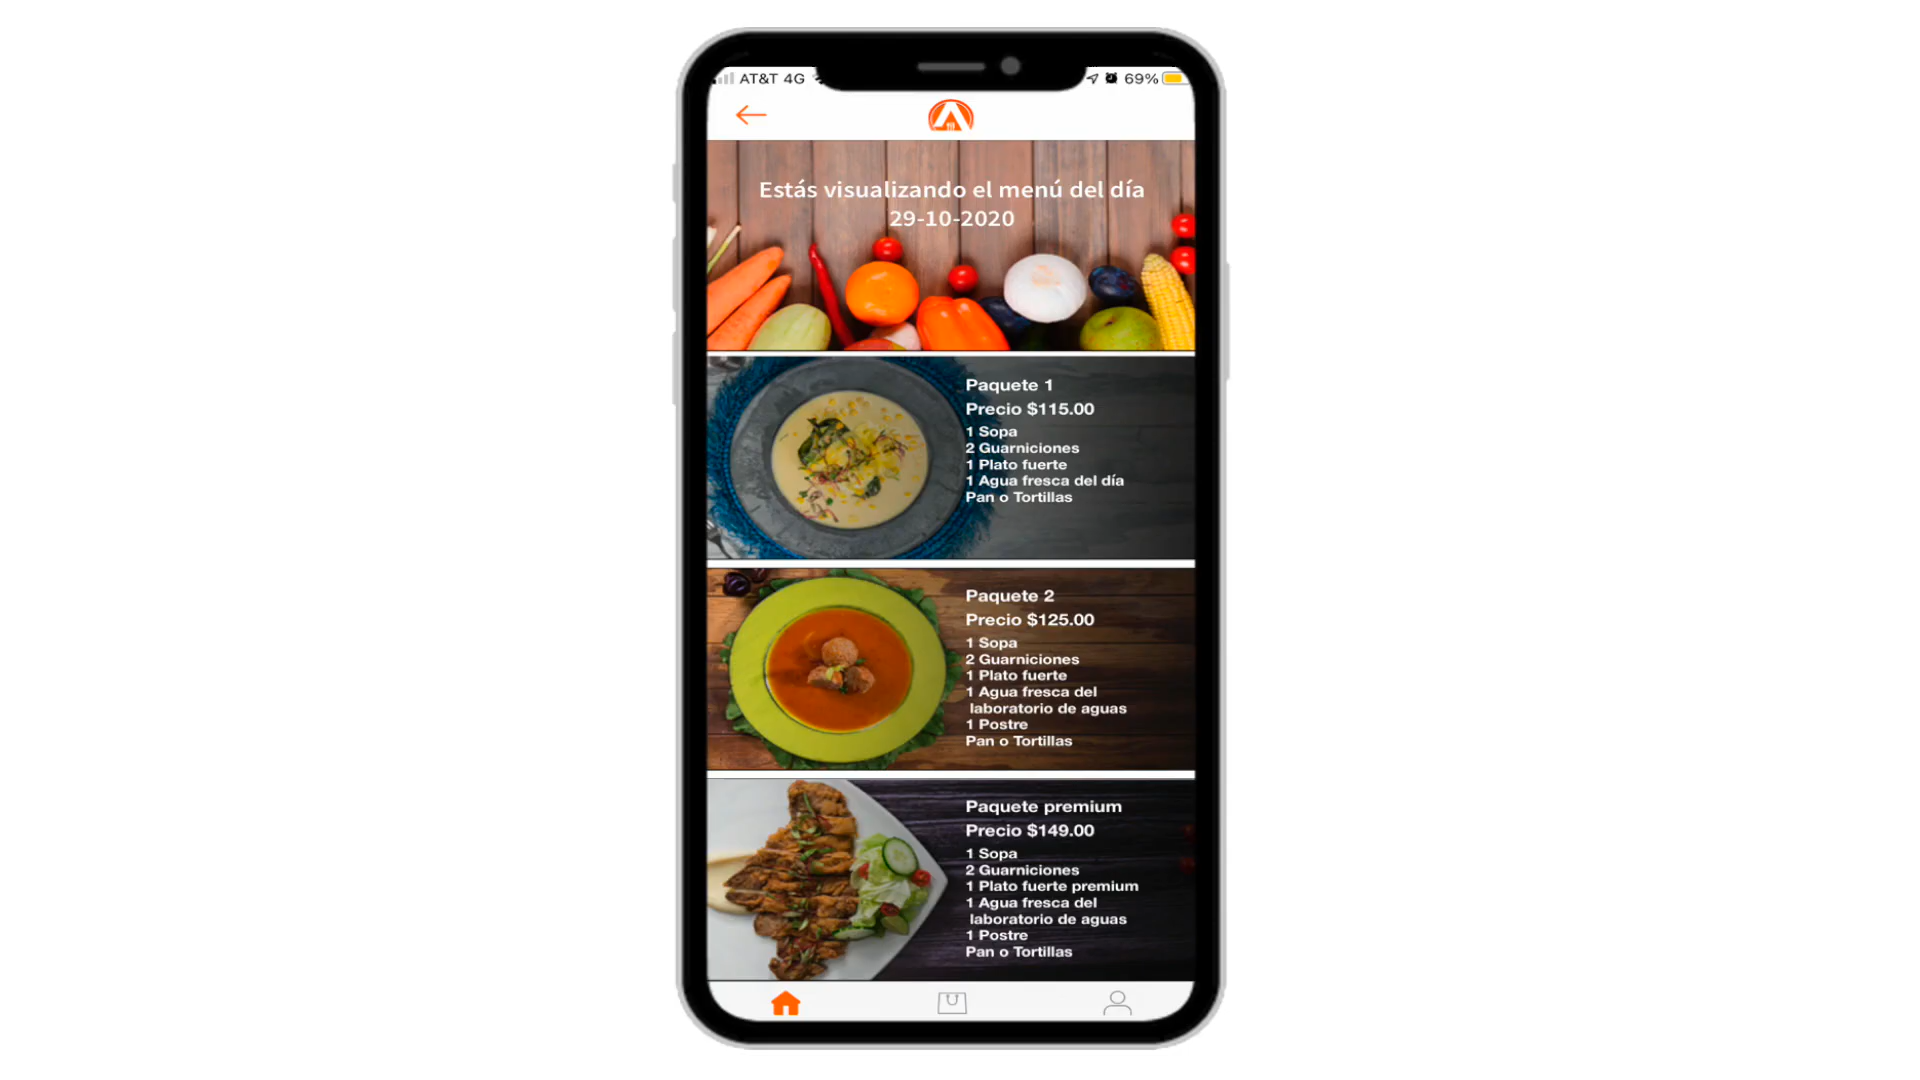 AT&T 4G
69%
Estás visualizando el menú del día
29-10-2020
Paquete 1
Precio $115.00
1 Sopa
2 Guarniciones
1 Plato fuerte
1 Agua fresca del día
Pan o Tortillas
Paquete 2
Precio $125.00
1 Sopa
2 Guarniciones
1 Plato fuerte
1 Agua fresca del
laboratorio de aguas
1 Postre
Pan o Tortillas
Paquete premium
Precio $149.00
1 Sopa
2 Guarniciones
1 Plato fuerte premium
1 Agua fresca del
laboratorio de aguas
1 Postre
Pan o Tortillas